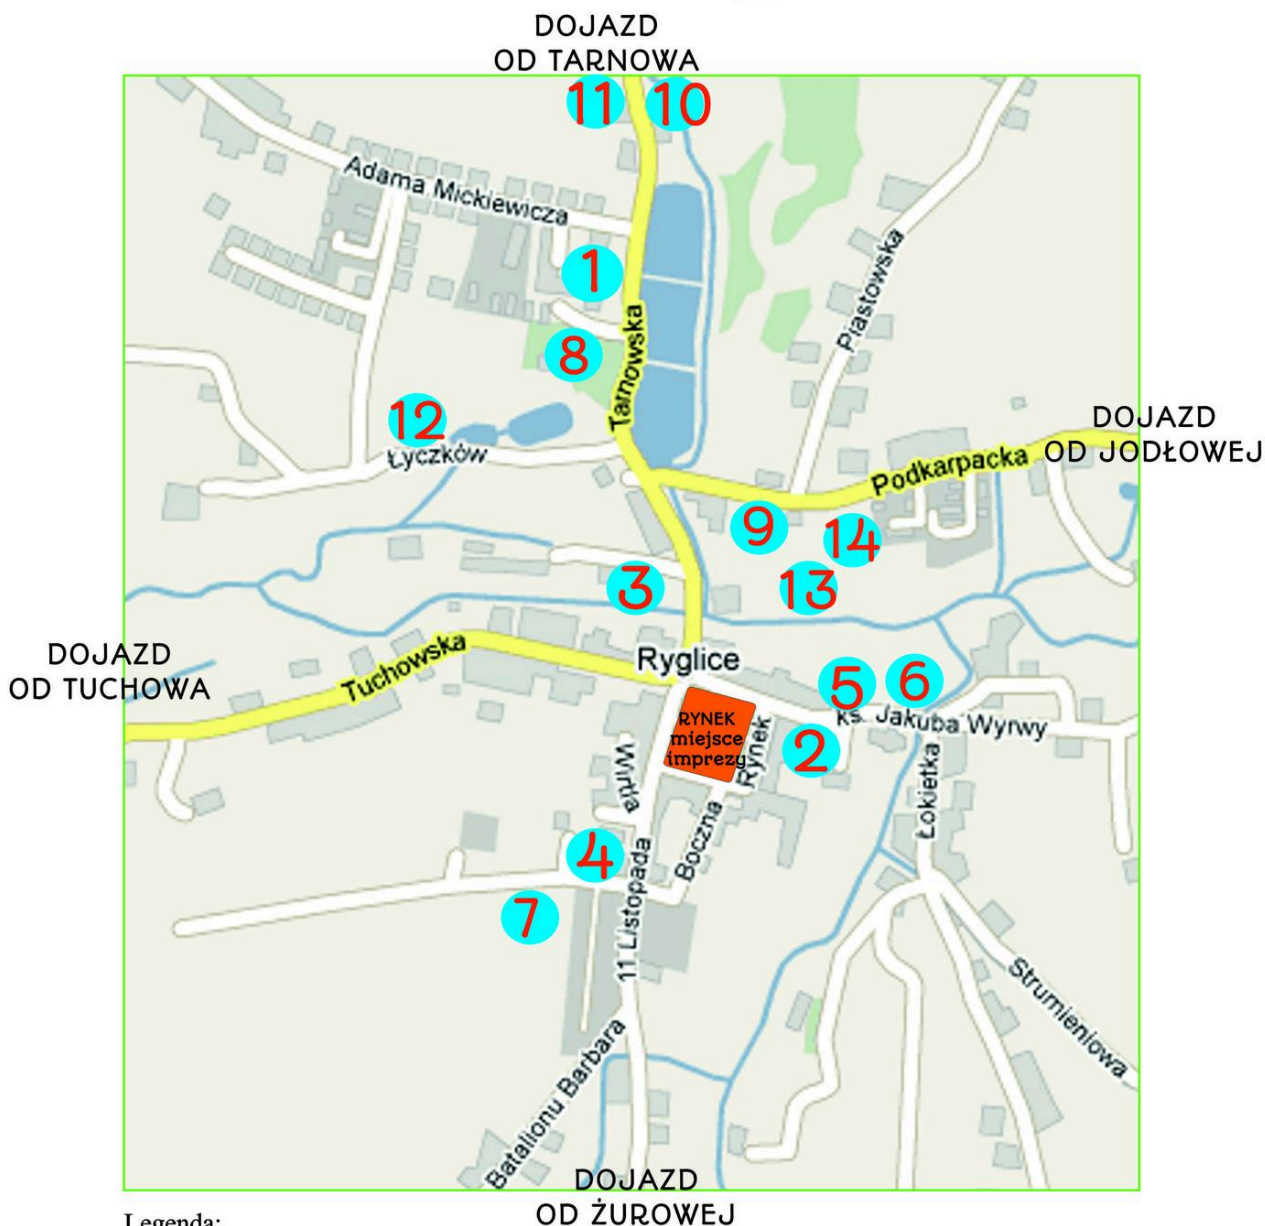 DOJAZD
OD TARNOWA
11
10
Adama Mickiewicza
1
Piastowska
Tarnowska
8
12
Łyczków
DOJAZD
OD JODŁOWEJ
Podkarpacka
9
14
3
13
DOJAZD
OD TUCHOWA
Tuchowska
Ryglice
5
6
ks. Jakuba Wyrwy
RYNEK
miejsce
imprezy
Rynek
2
Wirtla
Łokietka
4
Boczna
7
11 Listopada
Strumieniowa
Batalionu Barbara
DOJAZD
OD ŻUROWEJ
Legenda: